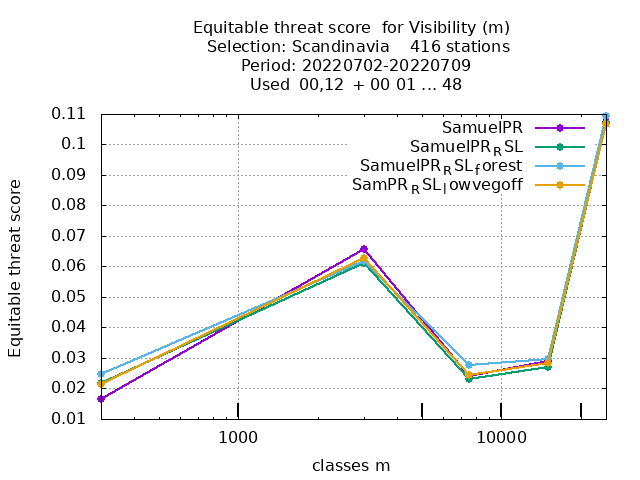 Equitable threat score  for Visibility (m)
Selection: Scandinavia    416 stations
Period: 20220702-20220709
Used  00,12  + 00 01 ... 48
0.11
0.1
0.09
0.08
0.07
0.06
0.05
0.04
0.03
0.02
0.01
Equitable threat score
SamuelPR
SamuelPR_RSL
SamuelPR_RSL_forest
SamPR_RSL_lowvegoff
1000
10000
classes m